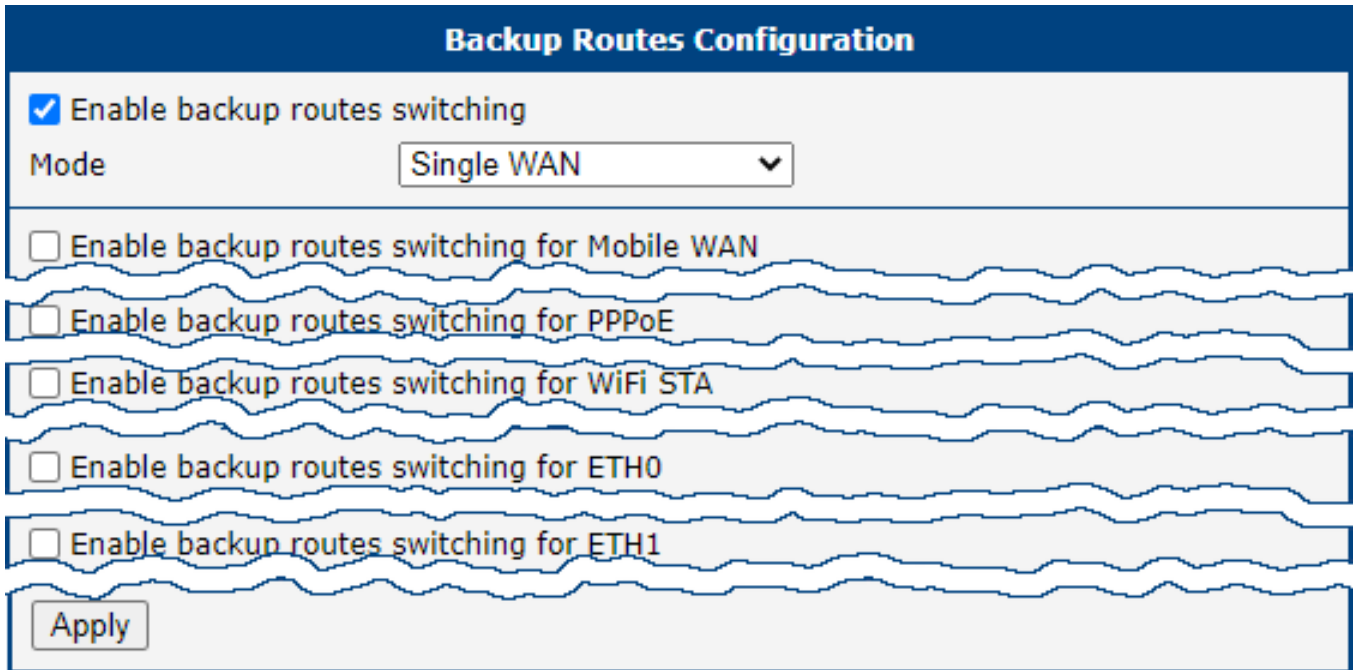 Backup Routes Configuration
Enable backup routes switching
Mode Single WAN
Enable backup routes switching for Mobile WAN
Enable backup routes switching for PPPoE
Enable backup routes switching for WiFi STA
Enable backup routes switching for ETH0
Enable backup routes switching for ETH1
Apply